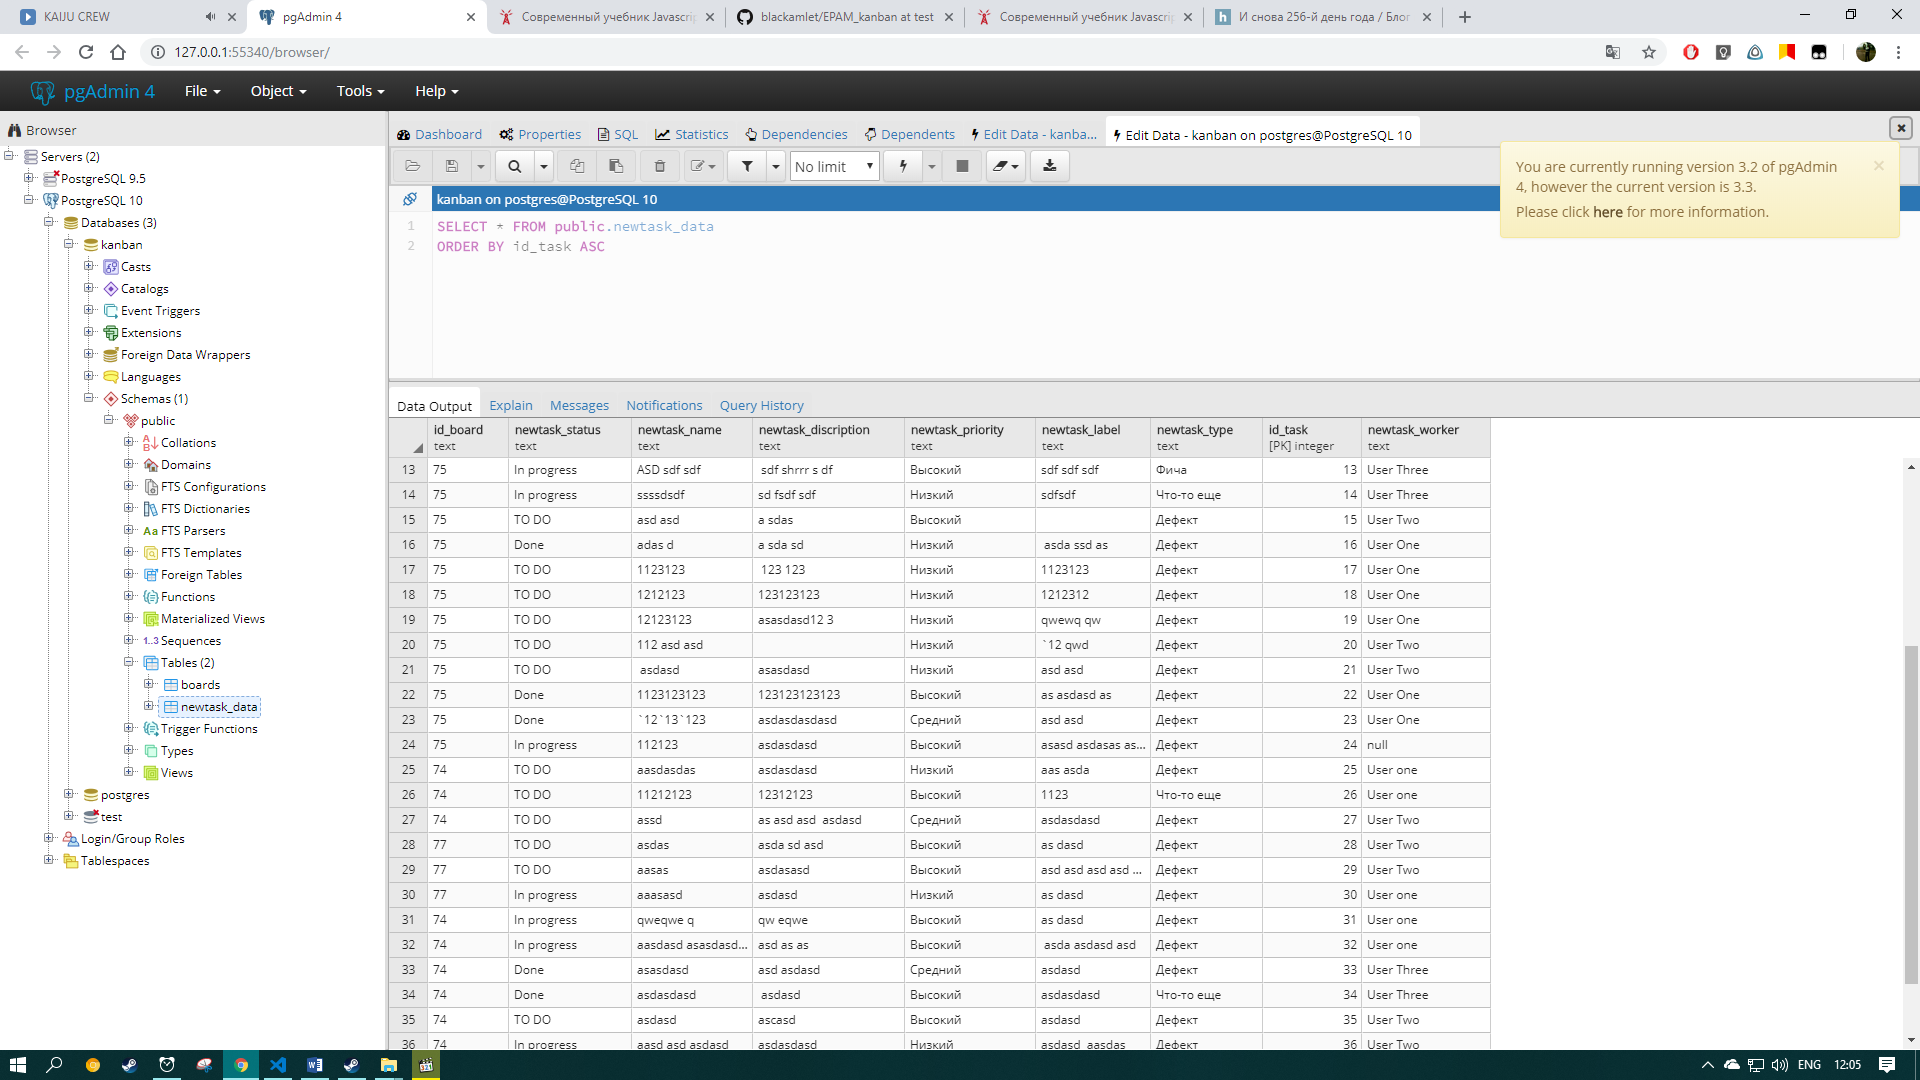 KAIJU CREW
pgAdmin 4
Современный учебник Javascri
blackamlet/EPAM_kanban at test
Современный учебник Javascri
И снова 256-й день года / Блог
127.0.0.1:55340/browser/
pgAdmin 4
File
Object
Tools
Help
Browser
Servers (2)
PostgreSQL 9.5
PostgreSQL 10
Databases (3)
kanban
Casts
Catalogs
Event Triggers
Extensions
Foreign Data Wrappers
Languages
Schemas (1)
public
Collations
Domains
FTS Configurations
FTS Dictionaries
FTS Parsers
FTS Templates
Foreign Tables
Functions
Materialized Views
Sequences
Tables (2)
boards
newtask_data
Trigger Functions
Types
Views
postgres
test
Login/Group Roles
Tablespaces
Dashboard Properties SQL Statistics Dependencies Dependents Edit Data - kanba... Edit Data - kanban on postgres@PostgreSQL 10
No limit
You are currently running version 3.2 of pgAdmin
4, however the current version is 3.3.
Please click here for more information.
kanban on postgres@PostgreSQL 10
1 SELECT * FROM public.newtask_data
2 ORDER BY id_task ASC
Data Output Explain Messages Notifications Query History
id_board newtask_status newtask_name newtask_discription newtask_priority newtask_label newtask_type id_task newtask_worker
text text text text text text text [PK] integer text
13 75 In progress ASD sdf sdf sdf shrrr s df Высокий sdf sdf sdf Фича 13 User Three
14 75 In progress ssssdsdf sd fsdf sdf Низкий sdfsdf Что-то еще 14 User Three
15 75 TO DO asd asd a sdas Высокий Дефект 15 User Two
16 75 Done adas d a sda sd Низкий asda ssd as Дефект 16 User One
17 75 TO DO 1123123 123 123 Низкий 1123123 Дефект 17 User One
18 75 TO DO 1212123 123123123 Низкий 1212312 Дефект 18 User One
19 75 TO DO 12123123 asasdasd12 3 Низкий qwewq qw Дефект 19 User One
20 75 TO DO 112 asd asd Низкий `12 qwd Дефект 20 User Two
21 75 TO DO asdasd asasdasd Низкий asd asd Дефект 21 User Two
22 75 Done 1123123123 123123123123 Высокий as asdasd as Дефект 22 User One
23 75 Done `12`13`123 asdasdasdasd Средний asd asd Дефект 23 User One
24 75 In progress 112123 asdasdasd Высокий asasd asdasas as... Дефект 24 null
25 74 TO DO aasdasdas asdasdasd Низкий aas asda Дефект 25 User one
26 74 TO DO 11212123 12312123 Высокий 1123 Что-то еще 26 User one
27 74 TO DO assd as asd asd asdasd Средний asdasdasd Дефект 27 User Two
28 77 TO DO asdas asda sd asd Высокий as dasd Дефект 28 User Two
29 77 TO DO aasas asdasasd Высокий asd asd asd asd ... Дефект 29 User Two
30 77 In progress aaasasd asdasd Низкий as dasd Дефект 30 User one
31 74 In progress qweqwe q qw eqwe Высокий as dasd Дефект 31 User one
32 74 In progress aasdasd asasdasd... asd as as Высокий asda asdasd asd Дефект 32 User one
33 74 Done asasdasd asd asdasd Средний asdasd Дефект 33 User Three
34 74 Done asdasdasd asdasd Высокий asdasdasd Что-то еще 34 User Three
35 74 TO DO asdasd ascasd Высокий asdasd Дефект 35 User Two
36 74 In progress aasd asd asdasd asdasdasd Низкий asdasd aasdas Дефект 36 User Two
ENG 12:05